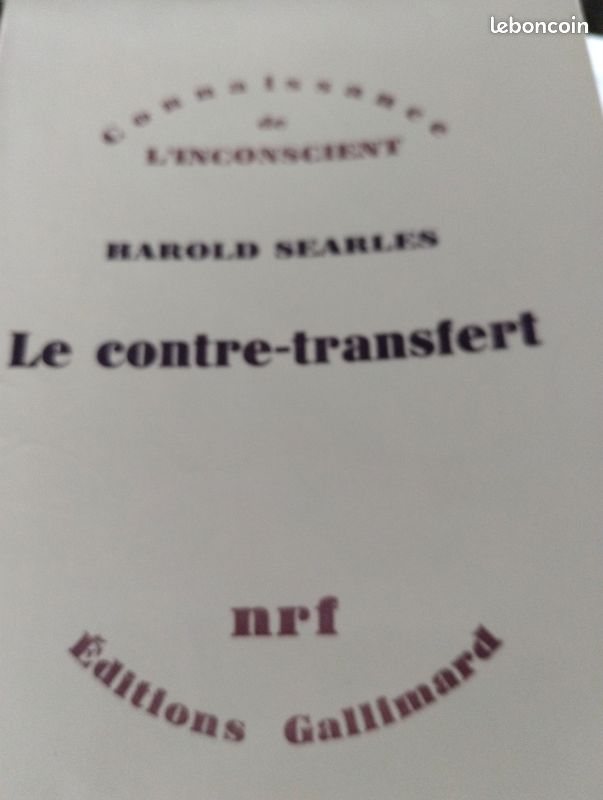 leboncoin
Connaissance
de
L'INCONSCIENT
HAROLD SEARLES
Le contre-transfert
nrf
Éditions Gallimard